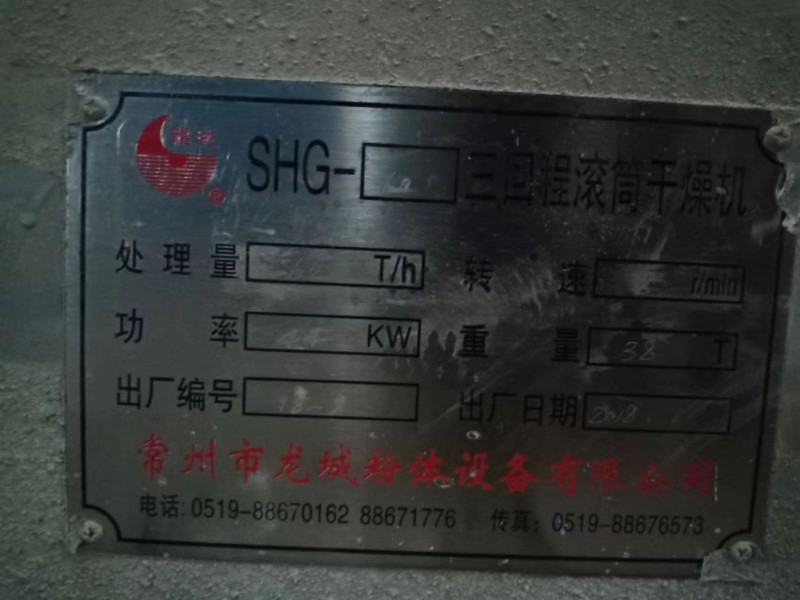 SHG- 三回程滚筒干燥机
处理量 T/h 转速 r/min
功率 KW 重量 38 T
出厂编号 出厂日期 2018
常州市龙城粉体设备有限公司
电话: 0519-88670162 88671776 传真: 0519-88676573